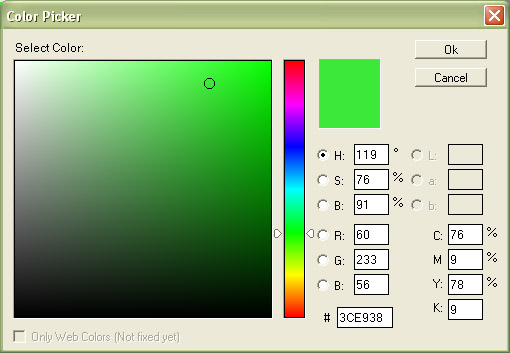 Color Picker
Select Color:
Ok
Cancel
H: 119 °
S: 76 %
B: 91 %
L:
a:
b:
R: 60
G: 233
B: 56
C: 76 %
M 9 %
Y: 78 %
K: 9
# 3CE938
Only Web Colors (Not fixed yet)